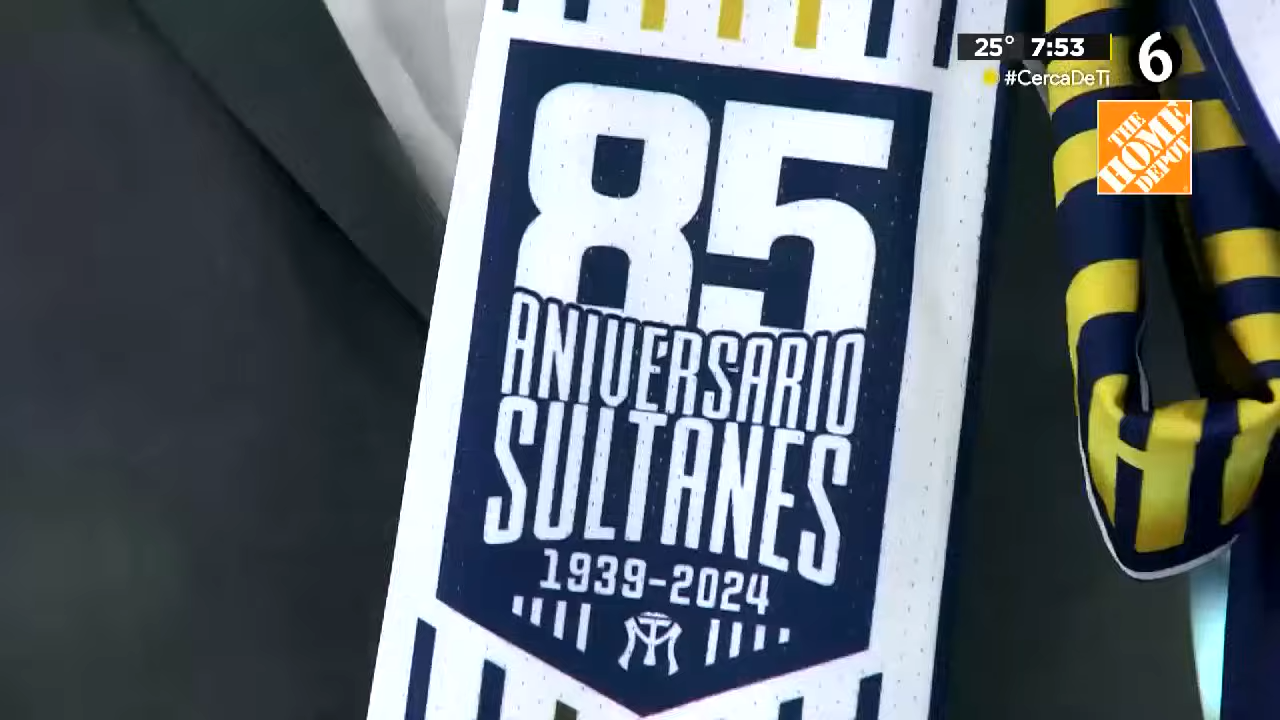 25° 7:53 6
#CercaDeTi
THE
HOME
DEPOT
85
ANIVERSARIO
SULTANES
1939-2024